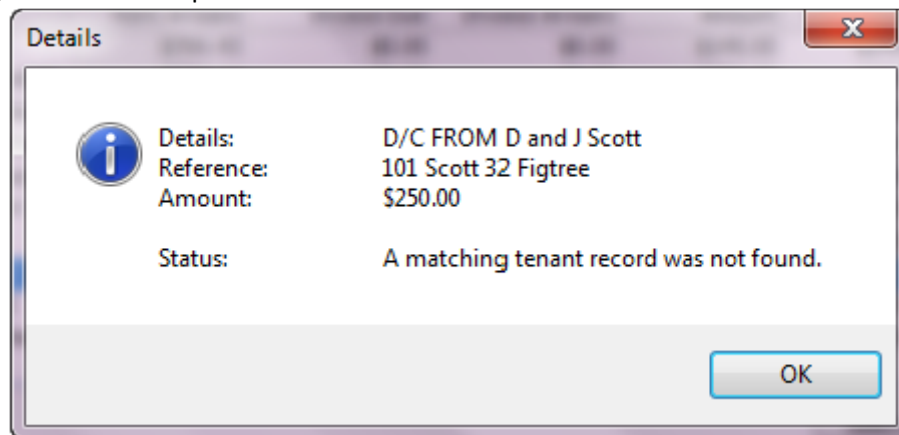 Details
Details: D/C FROM D and J Scott
Reference: 101 Scott 32 Figtree
Amount: $250.00
Status: A matching tenant record was not found.
OK